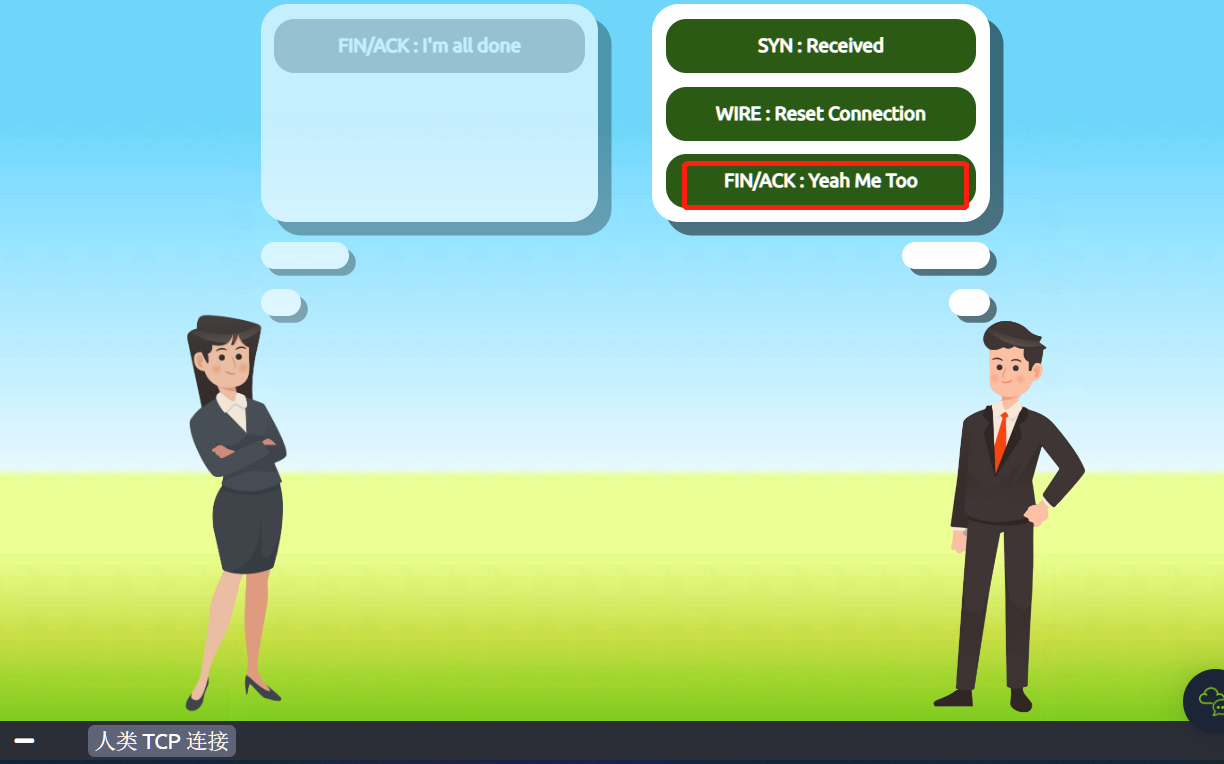 FIN/ACK : I'm all done
SYN : Received
WIRE : Reset Connection
FIN/ACK : Yeah Me Too
人类 TCP 连接